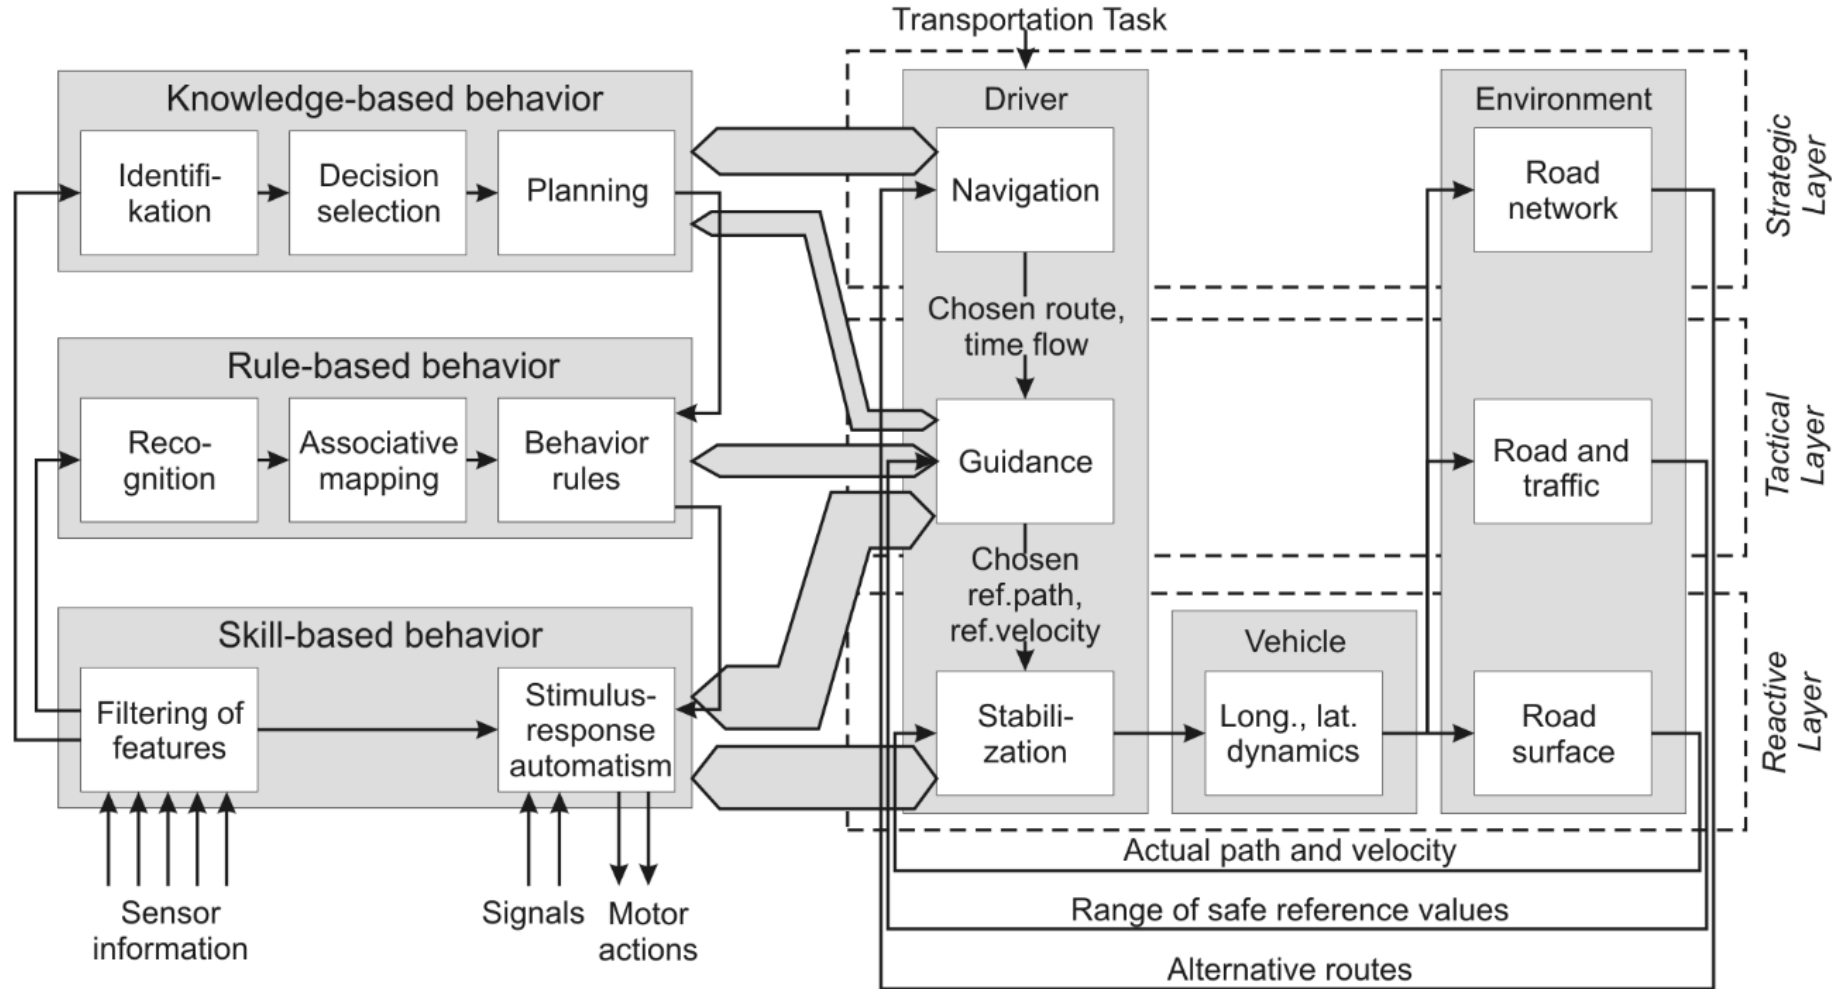 Transportation Task
Knowledge-based behavior
Identifi-
kation
Decision
selection
Planning
Rule-based behavior
Reco-
gnition
Associative
mapping
Behavior
rules
Skill-based behavior
Filtering of
features
Stimulus-
response
automatism
Sensor
information
Signals
Motor
actions
Driver
Navigation
Chosen route,
time flow
Guidance
Chosen
ref.path,
ref.velocity
Stabili-
zation
Vehicle
Long., lat.
dynamics
Environment
Road
network
Road and
traffic
Road
surface
Strategic
Layer
Tactical
Layer
Reactive
Layer
Actual path and velocity
Range of safe reference values
Alternative routes